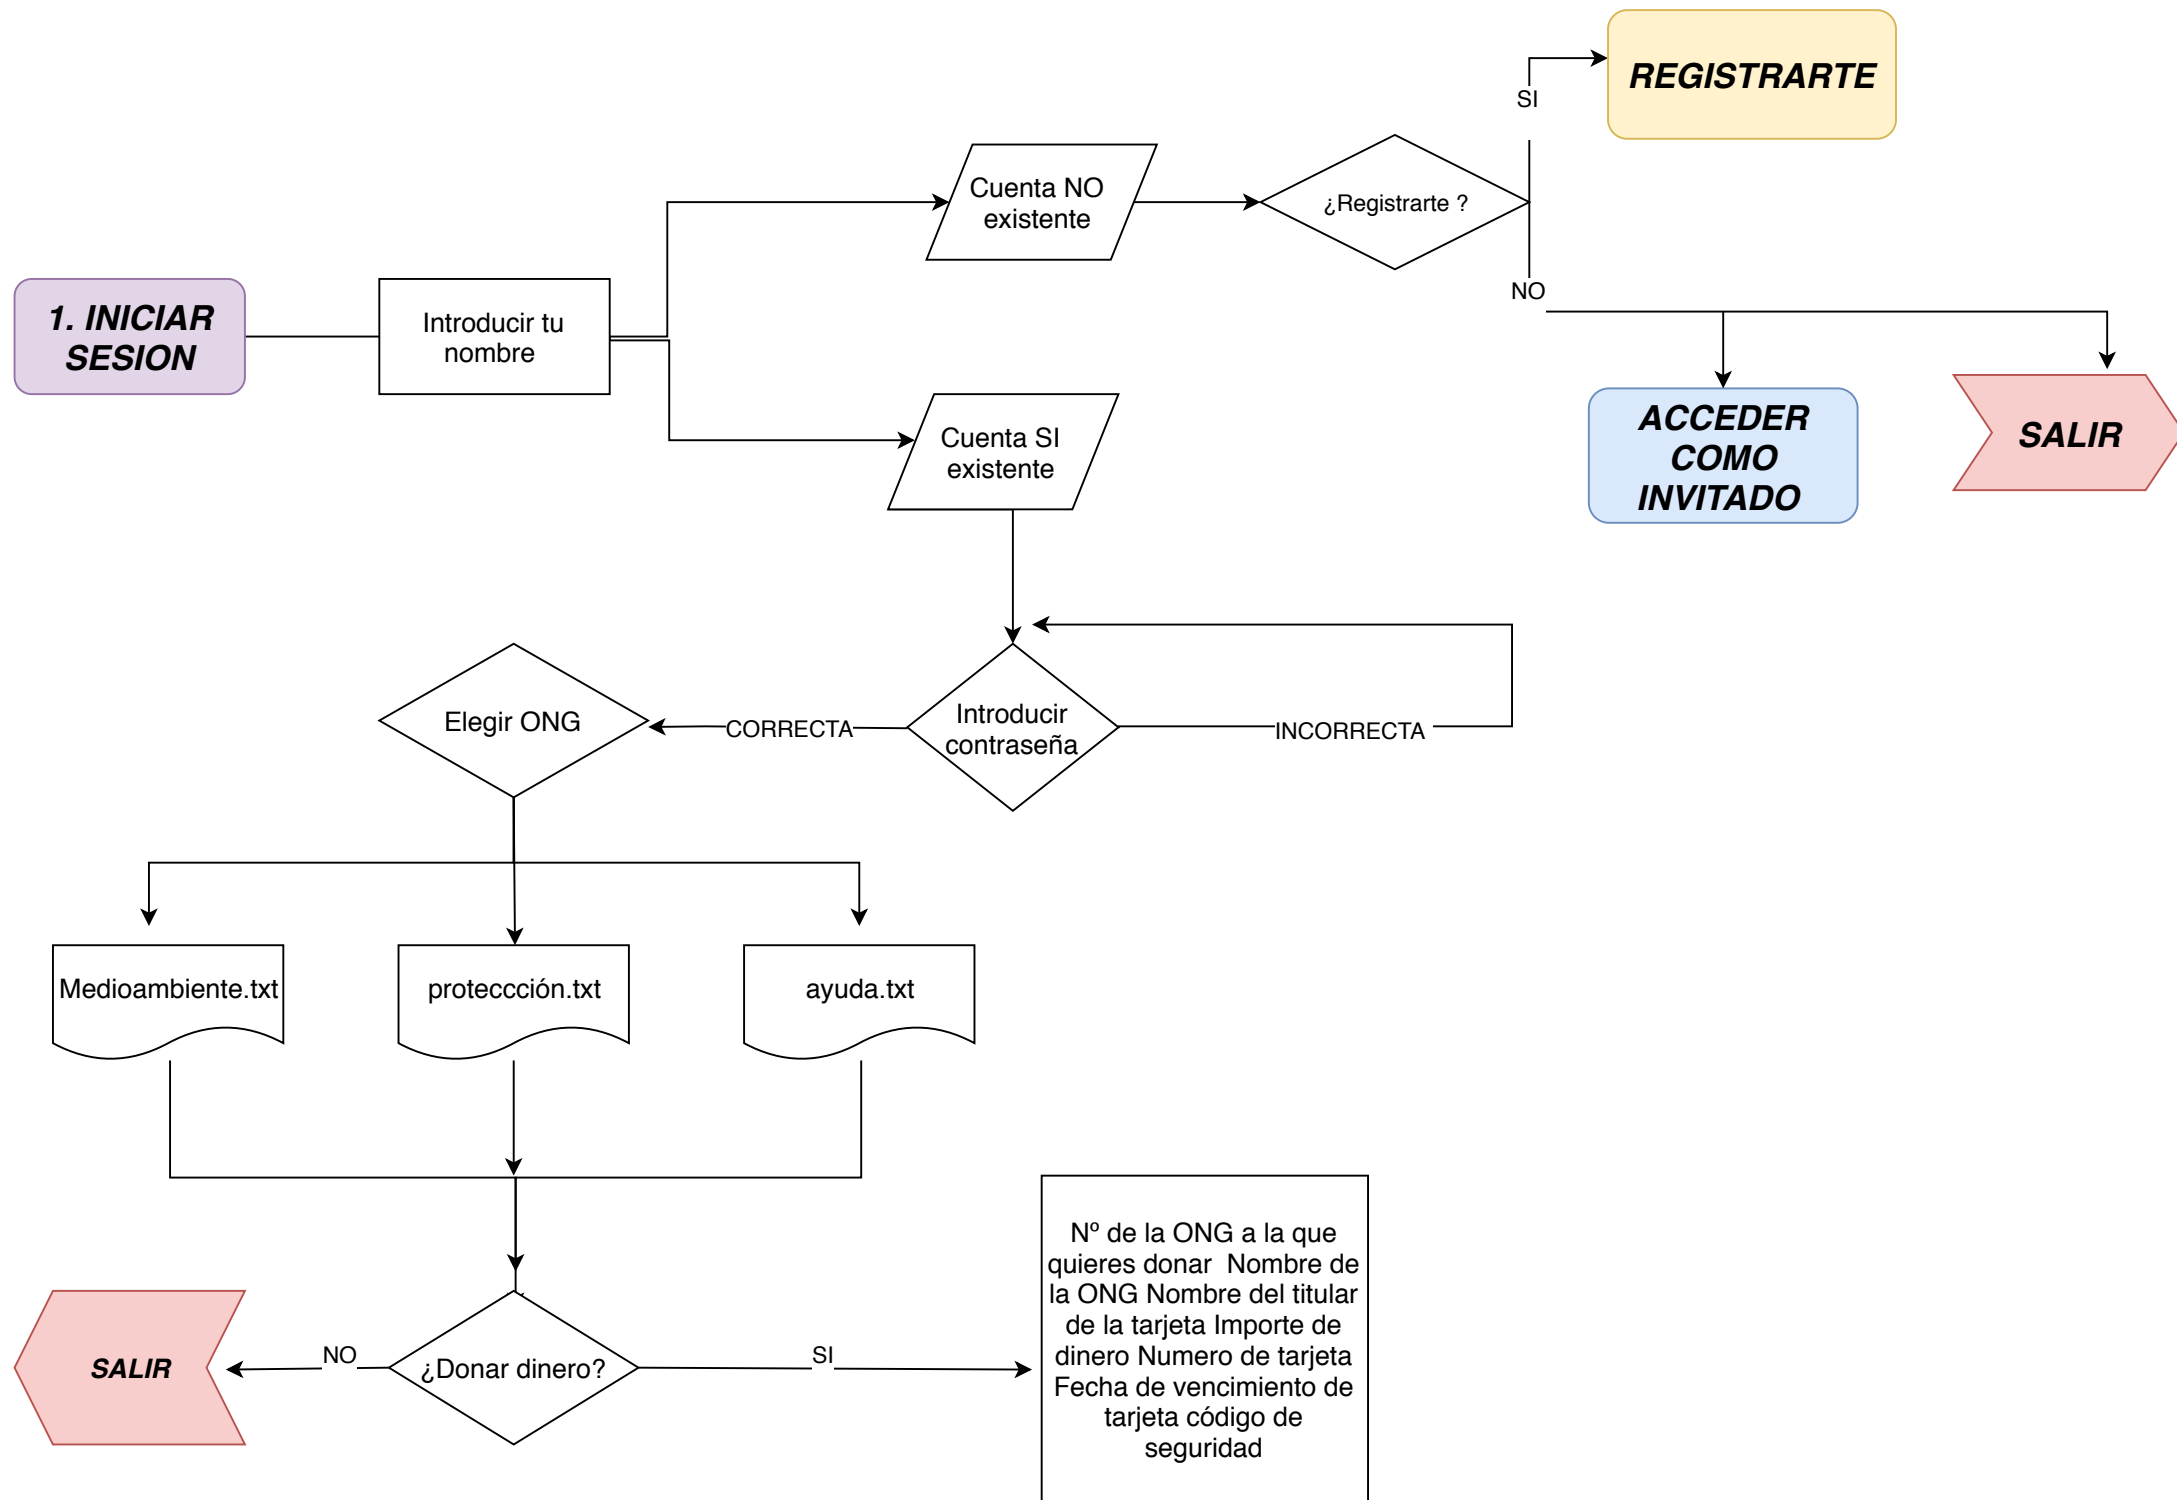 REGISTRARTE
SI
Cuenta NO
existente
¿Registrarte ?
NO
1. INICIAR
SESION
Introducir tu
nombre
ACCEDER
COMO
INVITADO
SALIR
Cuenta SI
existente
Elegir ONG
CORRECTA
Introducir
contraseña
INCORRECTA
Medioambiente.txt
proteccción.txt
ayuda.txt
Nº de la ONG a la que
quieres donar  Nombre de
la ONG Nombre del titular
de la tarjeta Importe de
dinero Numero de tarjeta
Fecha de vencimiento de
tarjeta código de
seguridad
SALIR
NO
¿Donar dinero?
SI